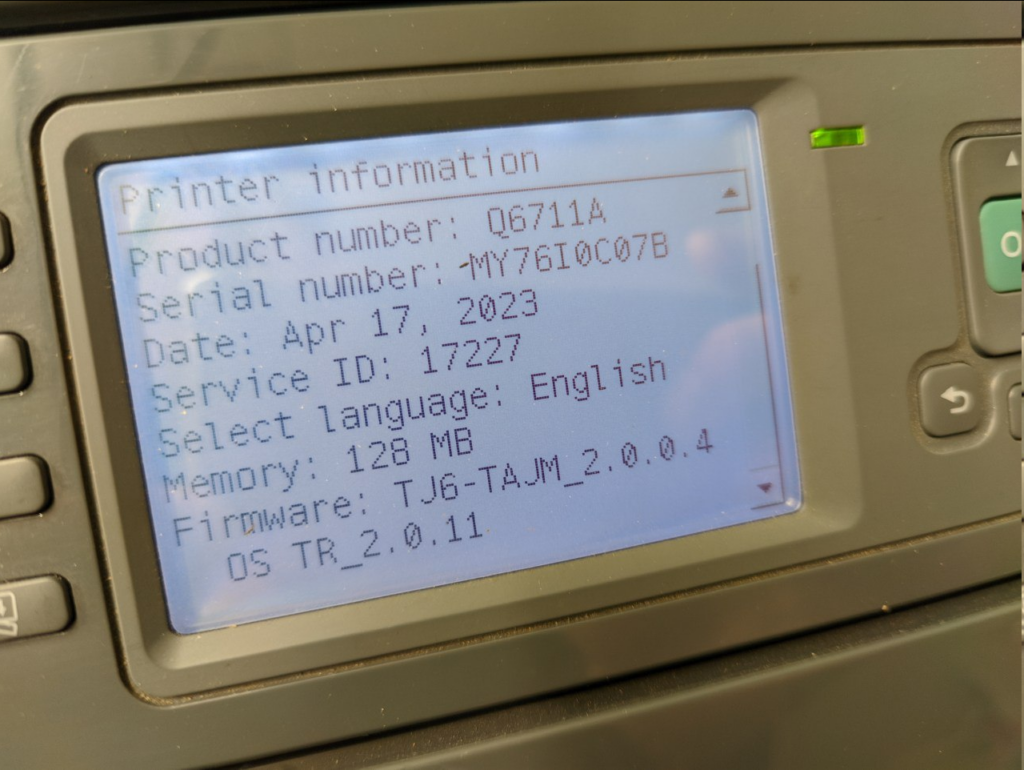 Printer information
Product number: Q6711A
Serial number: MY76I0C07B
Date: Apr 17, 2023
Service ID: 17227
Select language: English
Memory: 128 MB
Firmware: TJ6-TAJM_2.0.0.4
OS TR_2.0.11